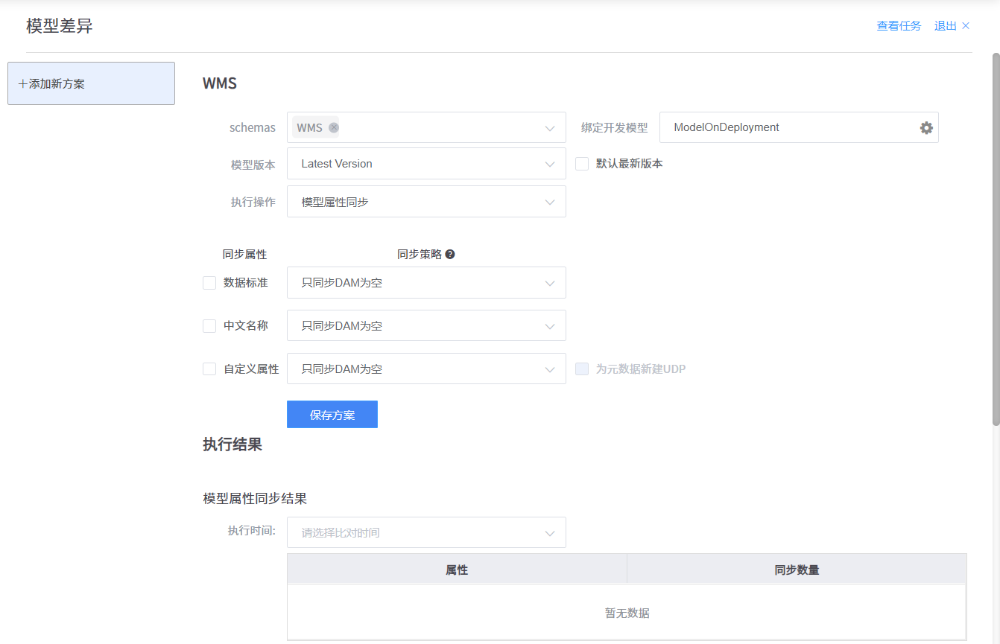 模型差异
查看任务 退出 ×
+添加新方案
WMS
schemas WMS 绑定开发模型 ModelOnDeployment
模型版本 Latest Version 默认最新版本
执行操作 模型属性同步
同步属性 同步策略 ?
数据标准 只同步DAM为空
中文名称 只同步DAM为空
自定义属性 只同步DAM为空 为元数据新建UDP
保存方案
执行结果
模型属性同步结果
执行时间: 请选择比对时间
属性 同步数量
暂无数据